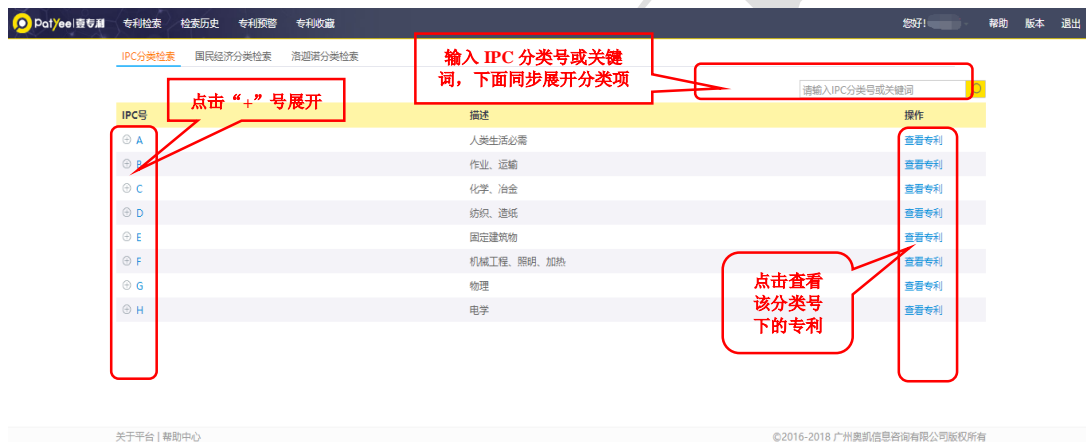 PatYee|壹专利 专利检索 检索历史 专利预警 专利收藏 您好! 帮助 版本 退出
IPC分类检索 国民经济分类检索 洛迦诺分类检索
输入 IPC 分类号或关键
词，下面同步展开分类项
请输入IPC分类号或关键词
点击“+”号展开
IPC号 描述 操作
A 人类生活必需 查看专利
B 作业、运输 查看专利
C 化学、冶金 查看专利
D 纺织、造纸 查看专利
E 固定建筑物 查看专利
F 机械工程、照明、加热 查看专利
G 物理 查看专利
H 电学 查看专利
点击查看
该分类号
下的专利
关于平台 | 帮助中心 ©2016-2018 广州奥凯信息咨询有限公司版权所有